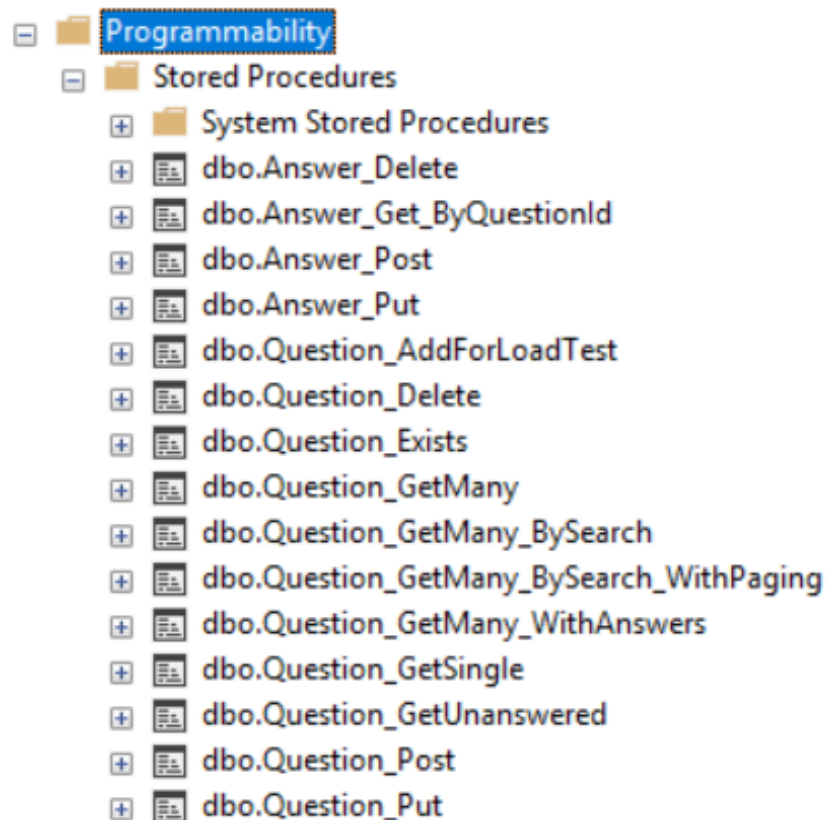 Programmability
Stored Procedures
System Stored Procedures
dbo.Answer_Delete
dbo.Answer_Get_ByQuestionId
dbo.Answer_Post
dbo.Answer_Put
dbo.Question_AddForLoadTest
dbo.Question_Delete
dbo.Question_Exists
dbo.Question_GetMany
dbo.Question_GetMany_BySearch
dbo.Question_GetMany_BySearch_WithPaging
dbo.Question_GetMany_WithAnswers
dbo.Question_GetSingle
dbo.Question_GetUnanswered
dbo.Question_Post
dbo.Question_Put